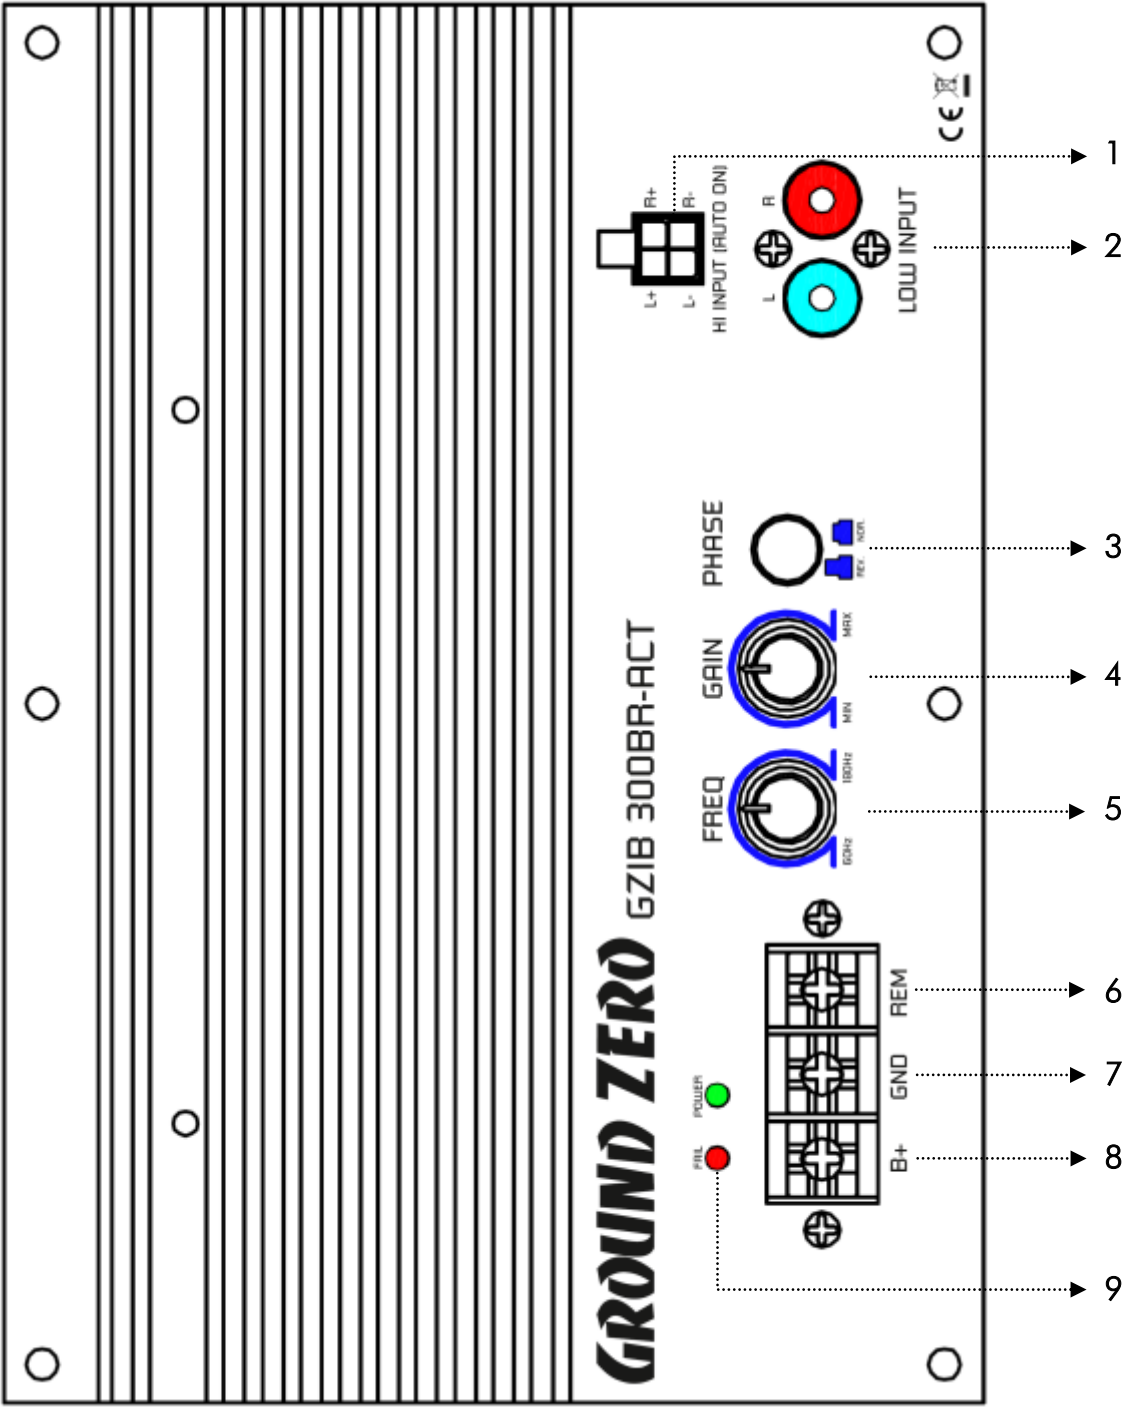 R+
R-
L+
L-
HI INPUT (AUTO ON)
R
L
LOW INPUT
CE
1
2
PHASE
NOR.
REV.
3
GAIN
MAX
MIN
4
FREQ
180Hz
60Hz
5
GZIB 300BR-ACT
GROUND ZERO
REM
6
GND
7
B+
8
POWER
FAIL
9